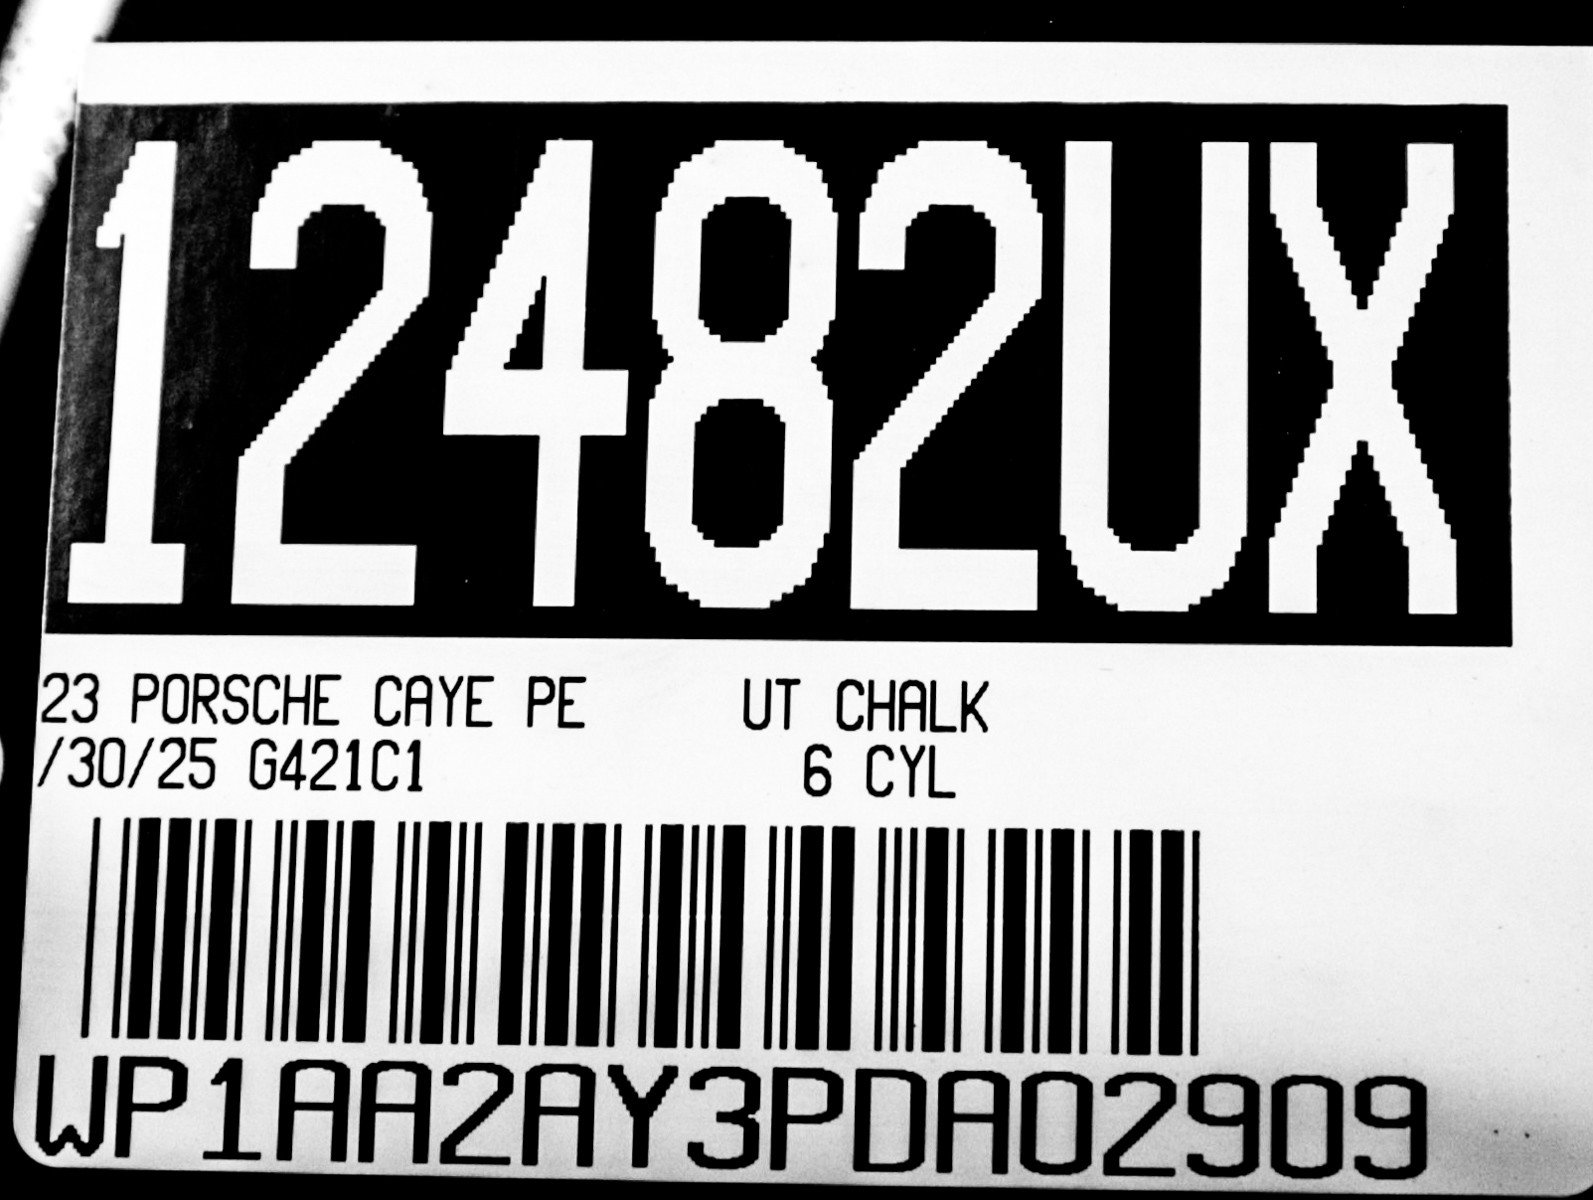 12482UX
23 PORSCHE CAYE PE UT CHALK
/30/25 G421C1 6 CYL
WP1AA2AY3PDA02909